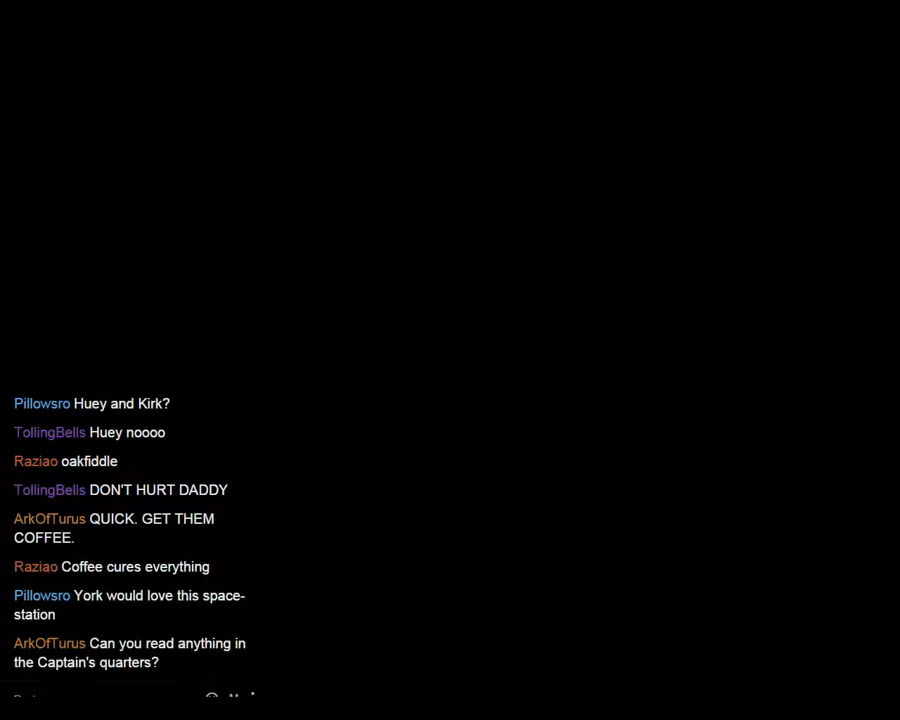 Pillowsro Huey and Kirk?
TollingBells Huey noooo
Raziao oakfiddle
TollingBells DON'T HURT DADDY
ArkOfTurus QUICK. GET THEM
COFFEE.
Raziao Coffee cures everything
Pillowsro York would love this space-
station
ArkOfTurus Can you read anything in
the Captain's quarters?